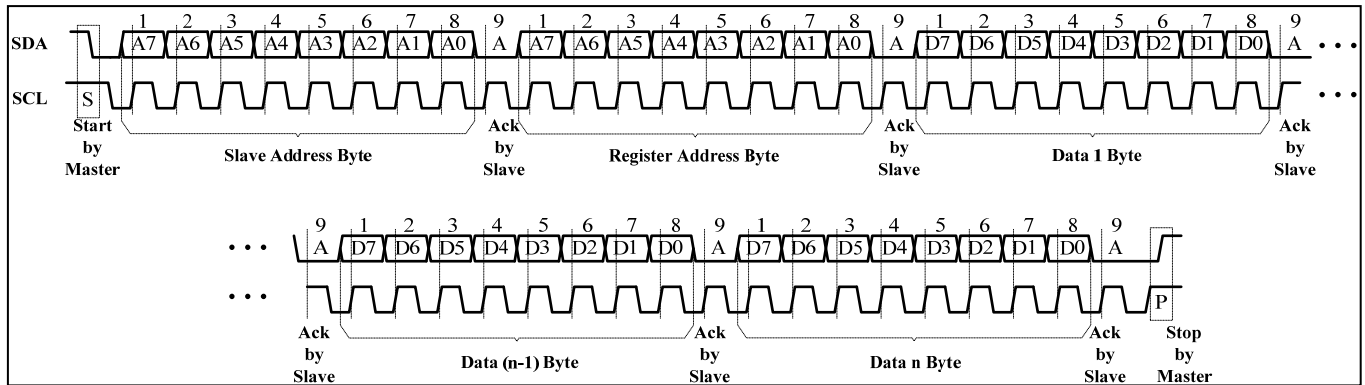 1 2 3 4 5 6 7 8 9 1 2 3 4 5 6 7 8 9 1 2 3 4 5 6 7 8 9
SDA A7 A6 A5 A4 A3 A2 A1 A0 A A7 A6 A5 A4 A3 A2 A1 A0 A D7 D6 D5 D4 D3 D2 D1 D0 A • • •
SCL S • • •
Start by Master
Slave Address Byte
Ack by Slave
Register Address Byte
Ack by Slave
Data 1 Byte
Ack by Slave
9 1 2 3 4 5 6 7 8 9 1 2 3 4 5 6 7 8 9
• • • A D7 D6 D5 D4 D3 D2 D1 D0 A D7 D6 D5 D4 D3 D2 D1 D0 A
• • • P
Ack by Slave
Data (n-1) Byte
Ack by Slave
Data n Byte
Ack by Slave
Stop by Master